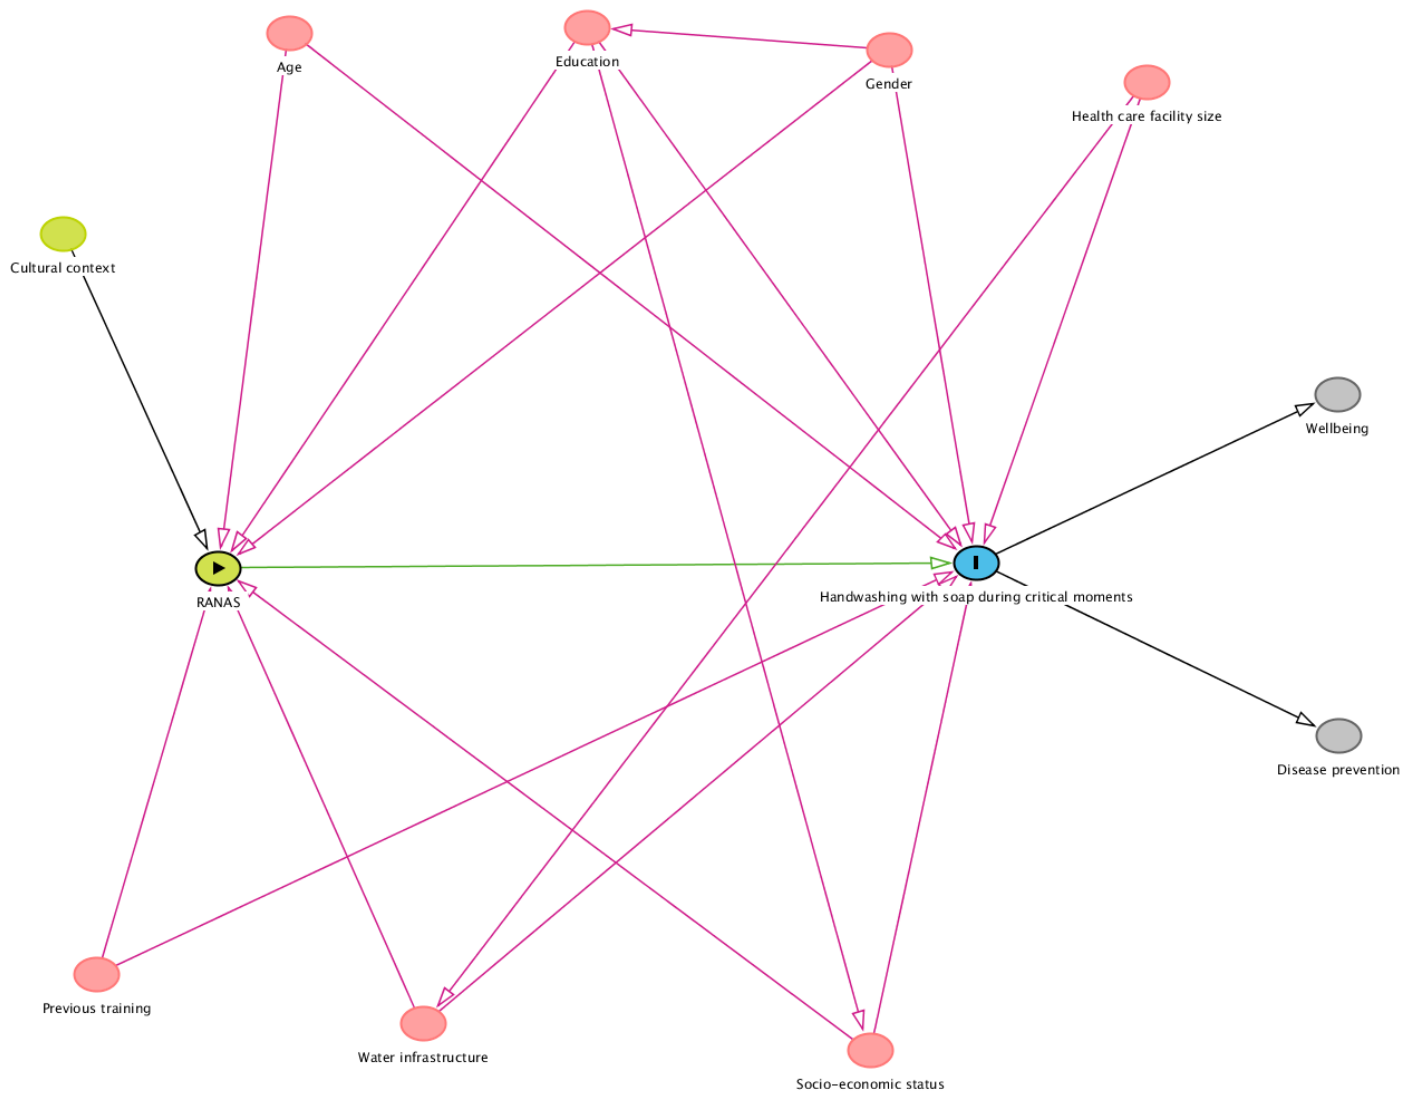 Age
Education
Gender
Health care facility size
Cultural context
Wellbeing
RANAS
Handwashing with soap during critical moments
Disease prevention
Previous training
Water infrastructure
Socio-economic status